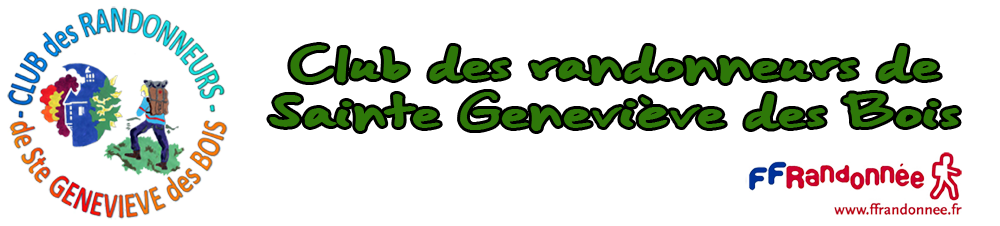 - CLUB des RANDONNEURS -
de Ste GENEVIEVE des BOIS
Club des randonneurs de
Sainte Geneviève des Bois
FFRandonnée
www.ffrandonnee.fr